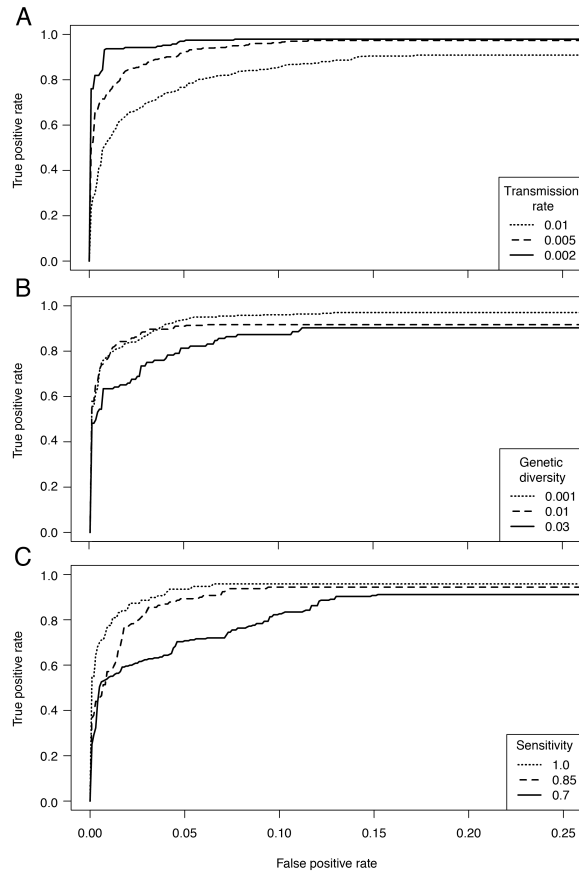 A
1.0
0.8
0.6
0.4
0.2
0.0
True positive rate
Transmission
rate
0.01
0.005
0.002
B
1.0
0.8
0.6
0.4
0.2
0.0
True positive rate
Genetic
diversity
0.001
0.01
0.03
C
1.0
0.8
0.6
0.4
0.2
0.0
True positive rate
Sensitivity
1.0
0.85
0.7
0.00 0.05 0.10 0.15 0.20 0.25
False positive rate